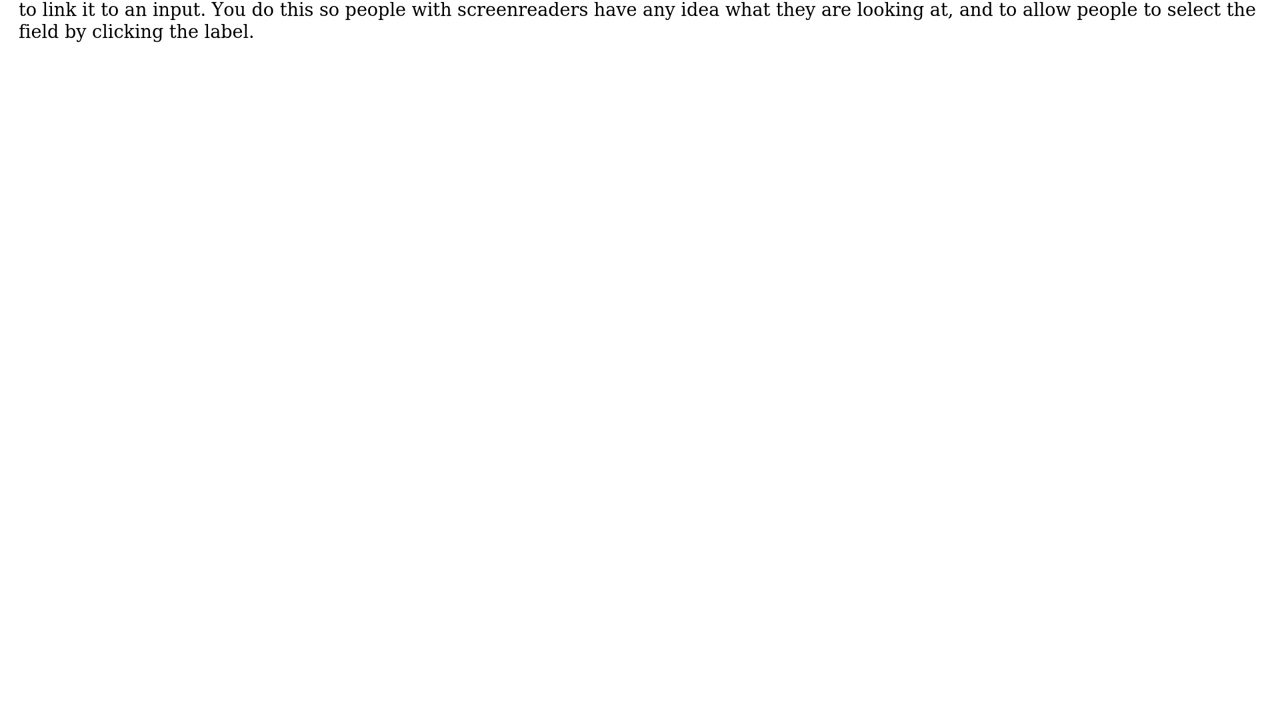 to link it to an input. You do this so people with screenreaders have any idea what they are looking at, and to allow people to select the
field by clicking the label.